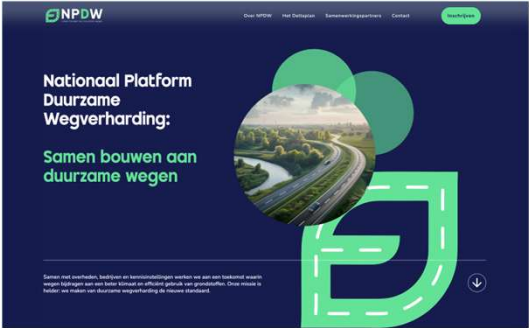 NPDW
Over NPDW Het Deltaplan Samenwerkingspartners Contact Inschrijven
Nationaal Platform
Duurzame
Wegverharding:
Samen bouwen aan
duurzame wegen
Samen met overheden, bedrijven en kennisinstellingen werken we aan een toekomst waarin
wegen bijdragen aan een beter klimaat en efficiënt gebruik van grondstoffen. Onze missie is
helder: we maken van duurzame wegverharding de nieuwe standaard.